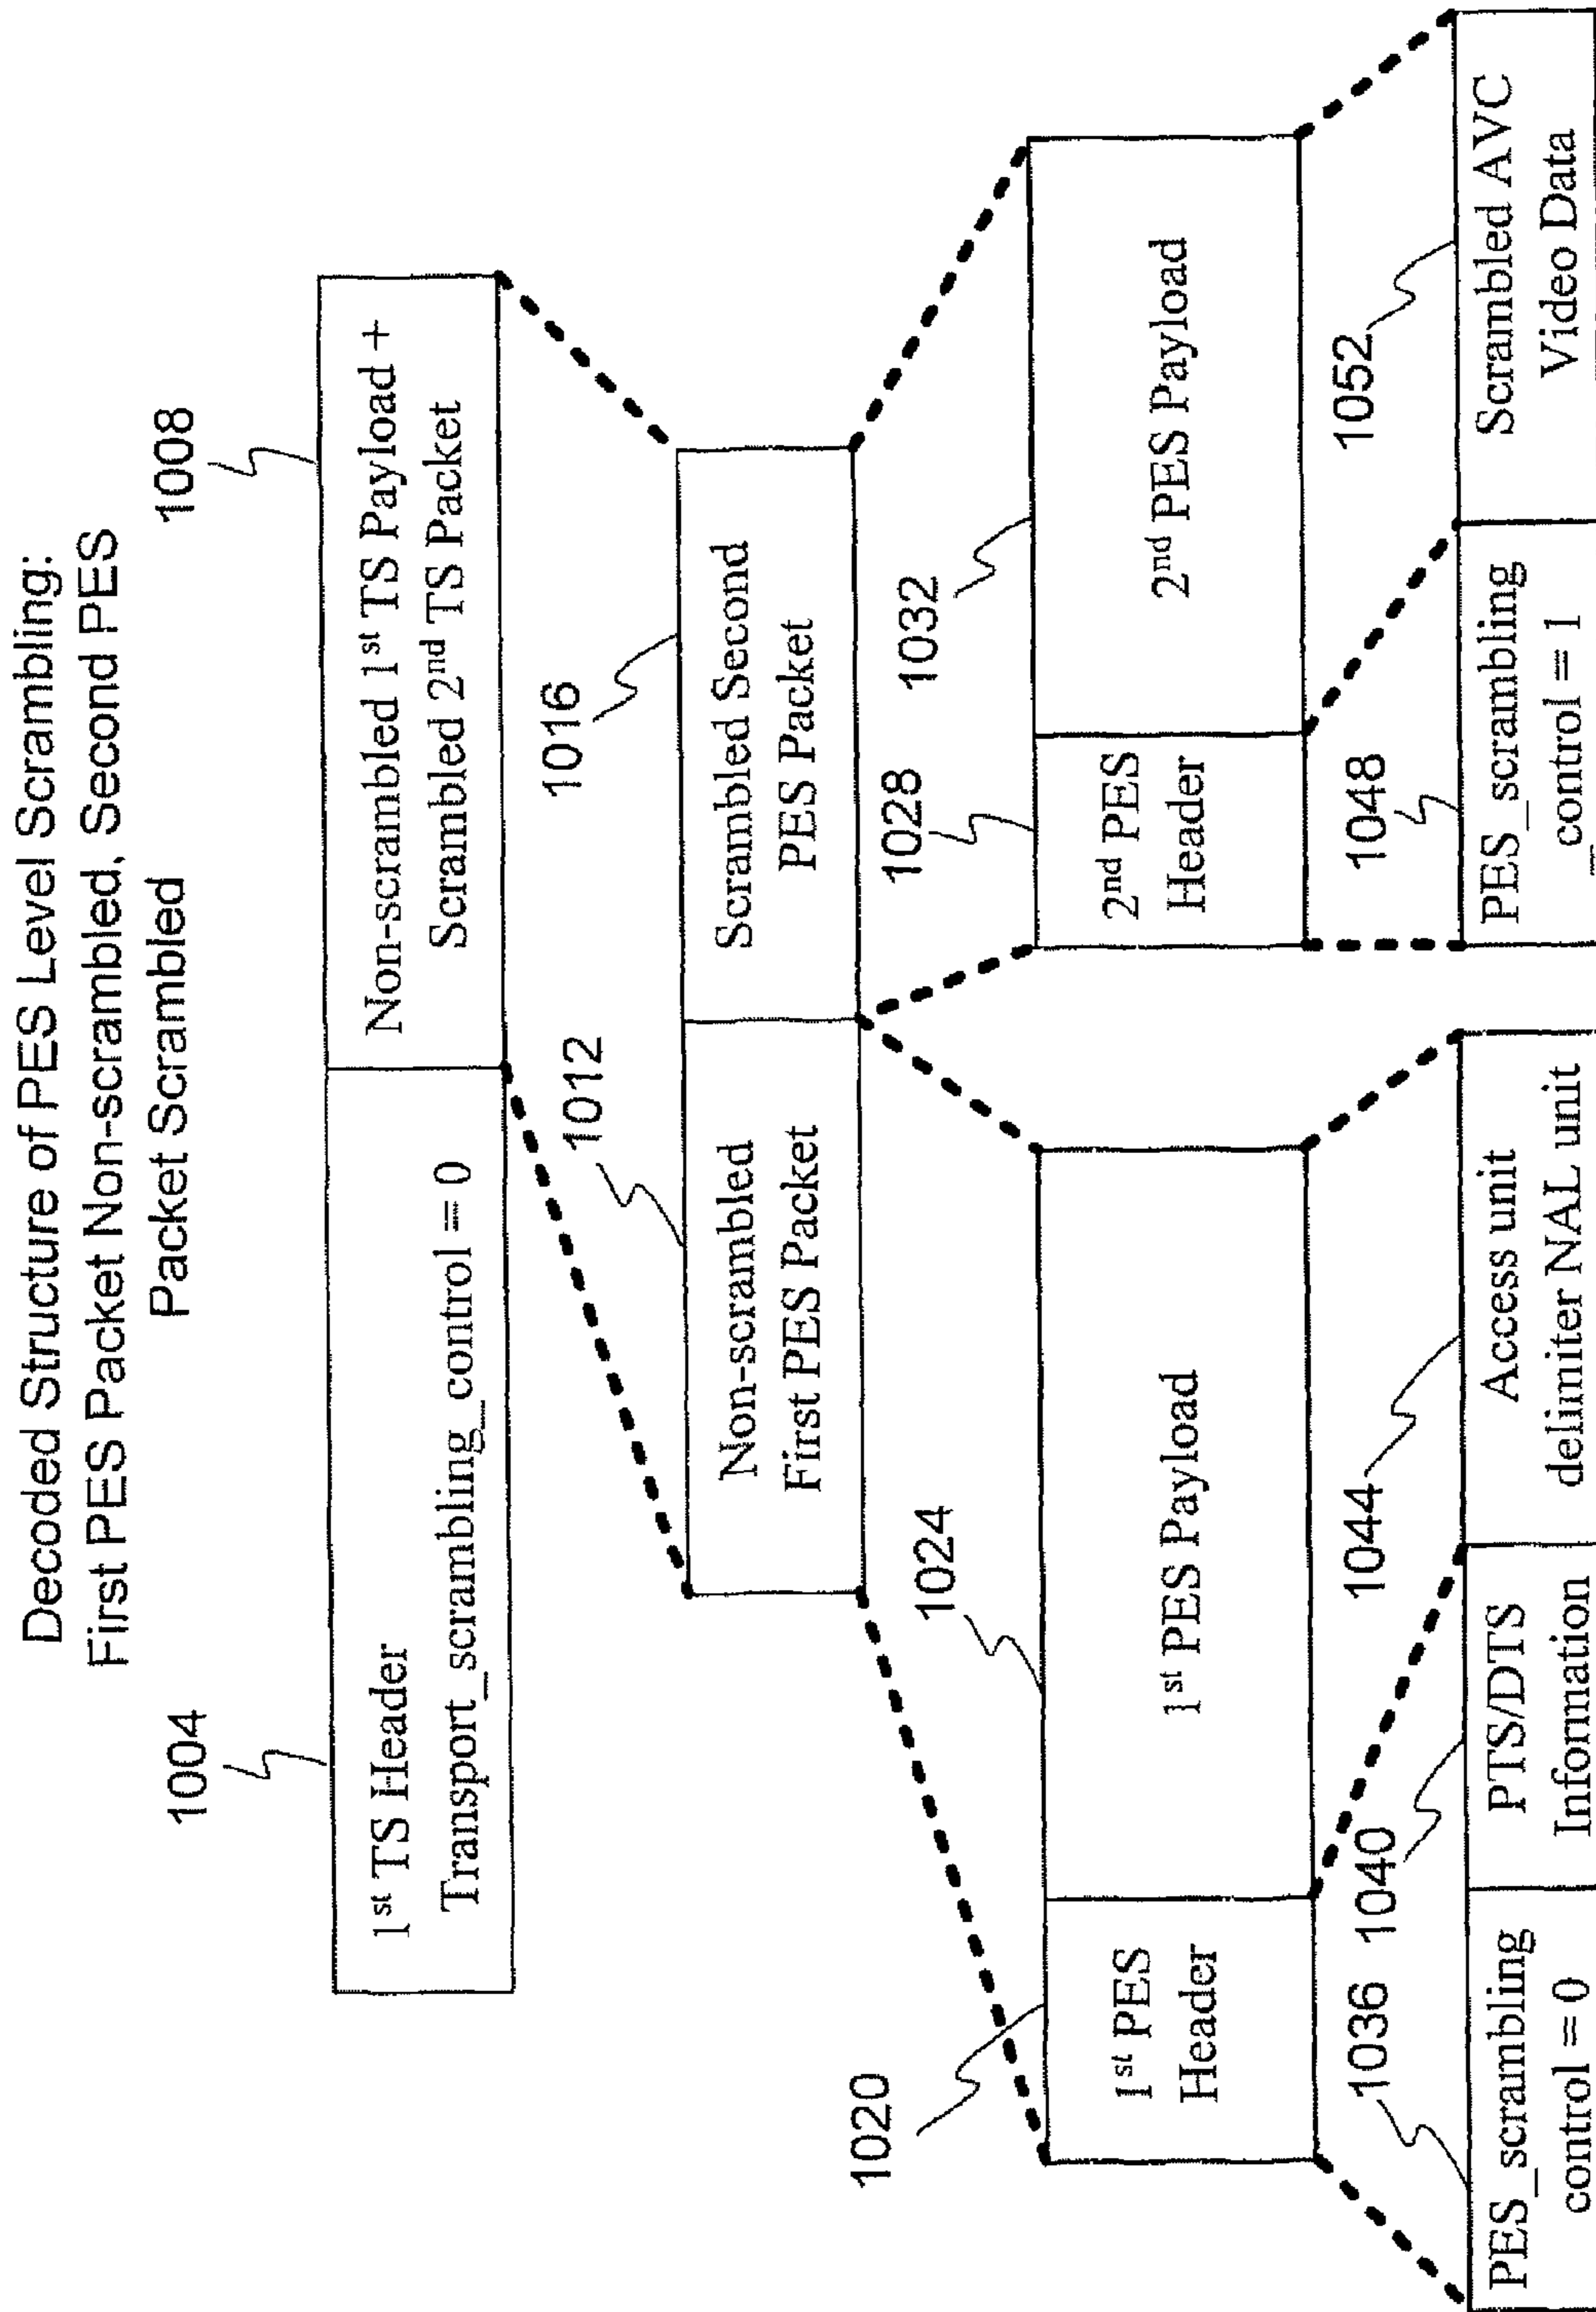 Decoded Structure of PES Level Scrambling:
First PES Packet Non-scrambled, Second PES
Packet Scrambled
1004
1008
1st TS Header
Transport_scrambling_control = 0
Non-scrambled 1st TS Payload +
Scrambled 2nd TS Packet
1012
1016
Non-scrambled
First PES Packet
Scrambled Second
PES Packet
1020
1024
1028
1032
1st PES
Header
1st PES Payload
2nd PES
Header
2nd PES Payload
1036
1040
1044
1048
1052
PES_scrambling
control = 0
PTS/DTS
Information
Access unit
delimiter NAL unit
PES_scrambling
_control = 1
Scrambled AVC
Video Data